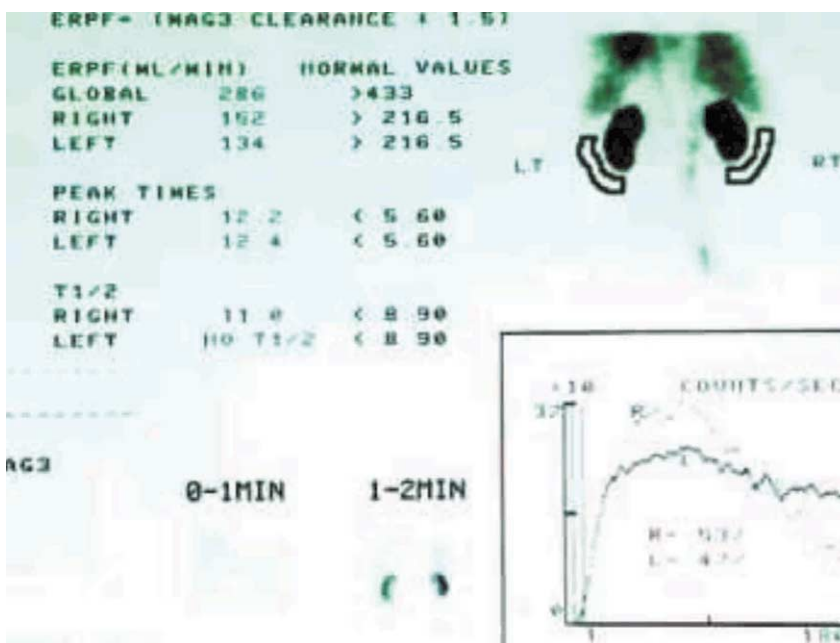 ERPF= (MAG3 CLEARANCE * 1.5)
ERPF(ML/MIN) NORMAL VALUES
GLOBAL 286 >433
RIGHT 152 > 216.5
LEFT 134 > 216.5
PEAK TIMES
RIGHT 12.2 < 5.60
LEFT 12.4 < 5.60
T1/2
RIGHT 11.0 < 8.90
LEFT NO T1/2 < 8.90
LT
RT
AG3
0-1MIN
1-2MIN
COUNTS/SEC
R- 53%
L- 47%